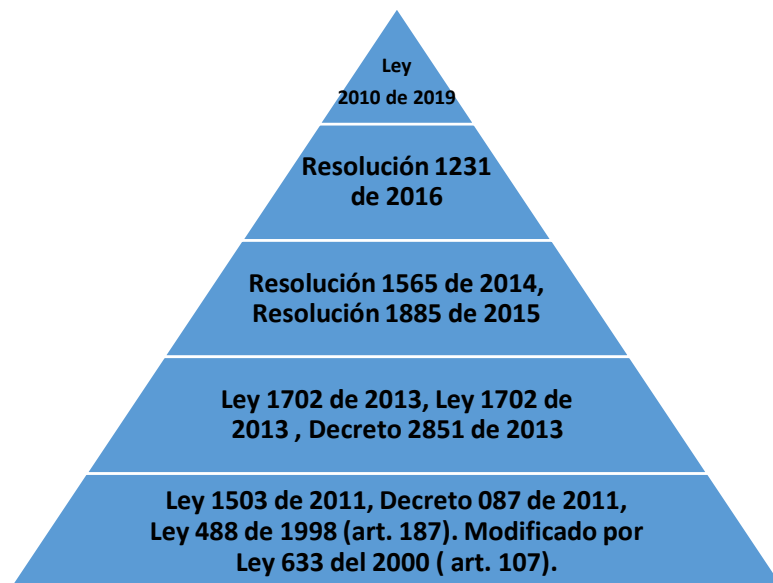 Ley
2010 de 2019
Resolución 1231
de 2016
Resolución 1565 de 2014,
Resolución 1885 de 2015
Ley 1702 de 2013, Ley 1702 de
2013 , Decreto 2851 de 2013
Ley 1503 de 2011, Decreto 087 de 2011,
Ley 488 de 1998 (art. 187). Modificado por
Ley 633 del 2000 ( art. 107).